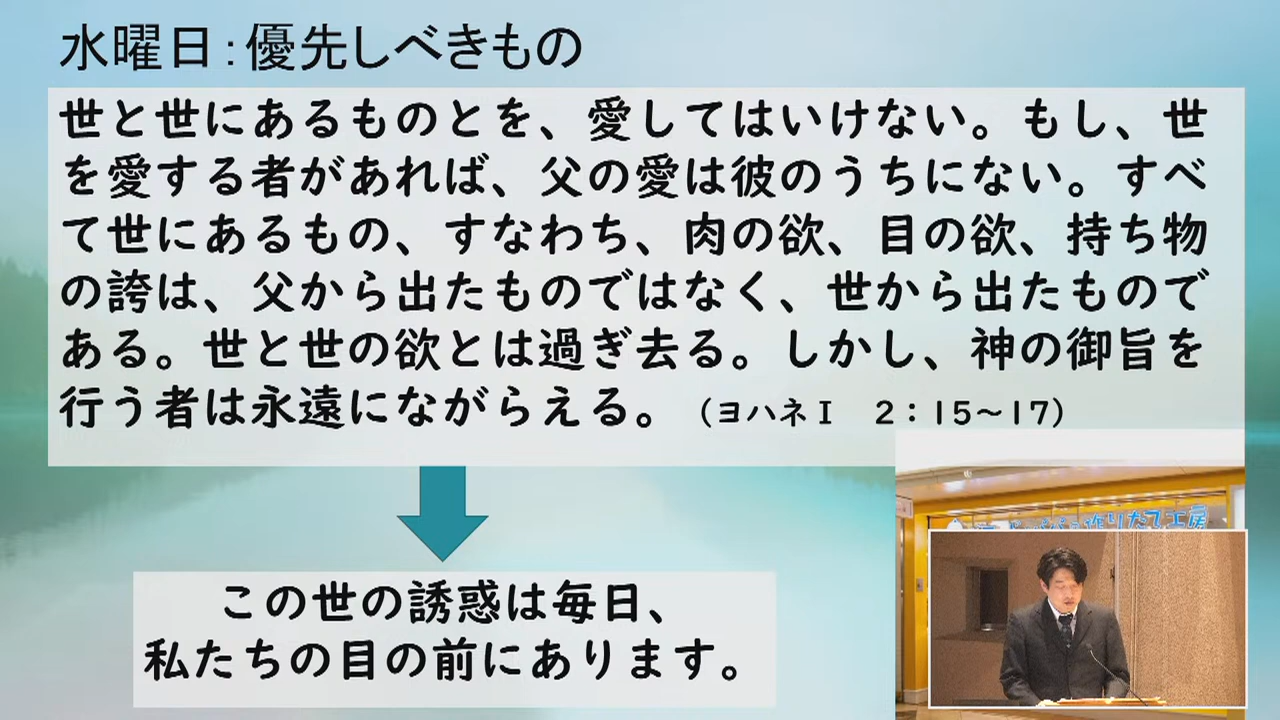 水曜日：優先しべきもの
世と世にあるものとを、愛してはいけない。もし、世
を愛する者があれば、父の愛は彼のうちにない。すべ
て世にあるもの、すなわち、肉の欲、目の欲、持ち物
の誇は、父から出たものではなく、世から出たもので
ある。世と世の欲とは過ぎ去る。しかし、神の御旨を
行う者は永遠にながらえる。（ヨハネⅠ　２：15～17）
この世の誘惑は毎日、
私たちの目の前にあります。
作りたて工房